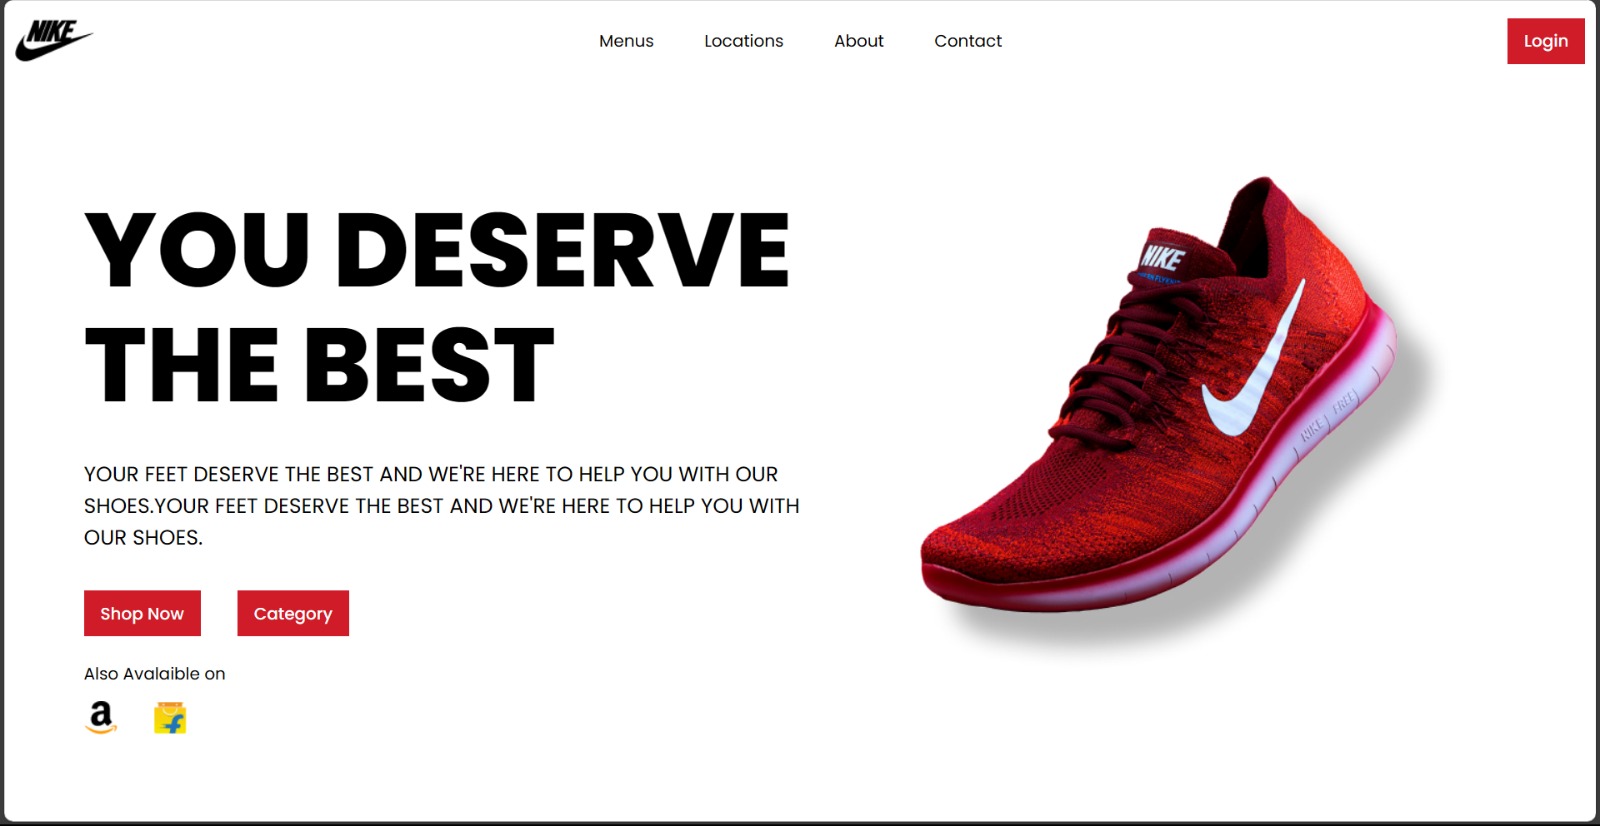 NIKE
Menus Locations About Contact
Login
YOU DESERVE
THE BEST
YOUR FEET DESERVE THE BEST AND WE'RE HERE TO HELP YOU WITH OUR
SHOES.YOUR FEET DESERVE THE BEST AND WE'RE HERE TO HELP YOU WITH
OUR SHOES.
Shop Now Category
Also Avalaible on
a f
NIKE
NIKE FREE